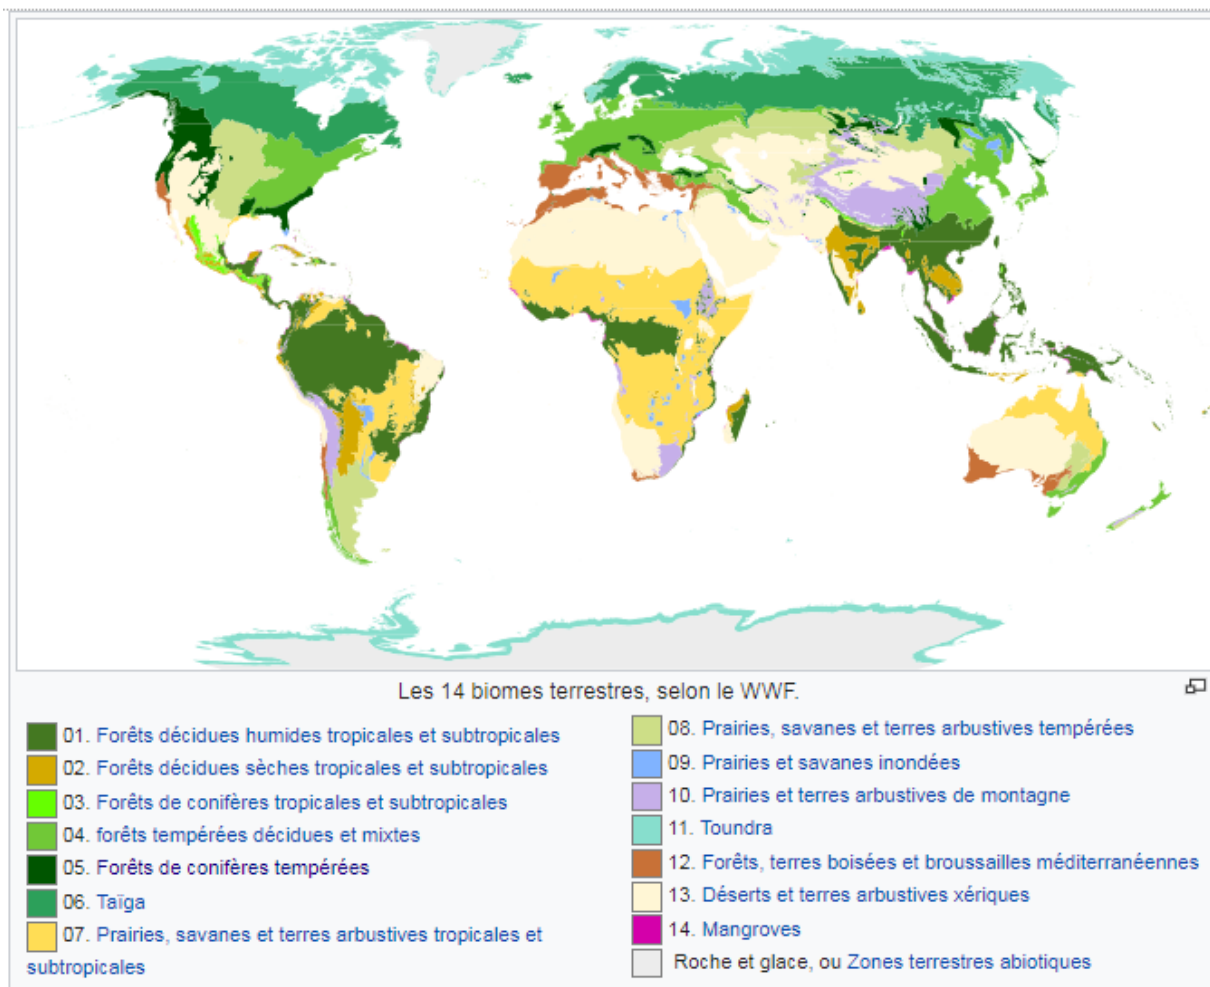 Les 14 biomes terrestres, selon le WWF.
01. Forêts décidues humides tropicales et subtropicales
02. Forêts décidues sèches tropicales et subtropicales
03. Forêts de conifères tropicales et subtropicales
04. forêts tempérées décidues et mixtes
05. Forêts de conifères tempérées
06. Taïga
07. Prairies, savanes et terres arbustives tropicales et
subtropicales
08. Prairies, savanes et terres arbustives tempérées
09. Prairies et savanes inondées
10. Prairies et terres arbustives de montagne
11. Toundra
12. Forêts, terres boisées et broussailles méditerranéennes
13. Déserts et terres arbustives xériques
14. Mangroves
Roche et glace, ou Zones terrestres abiotiques